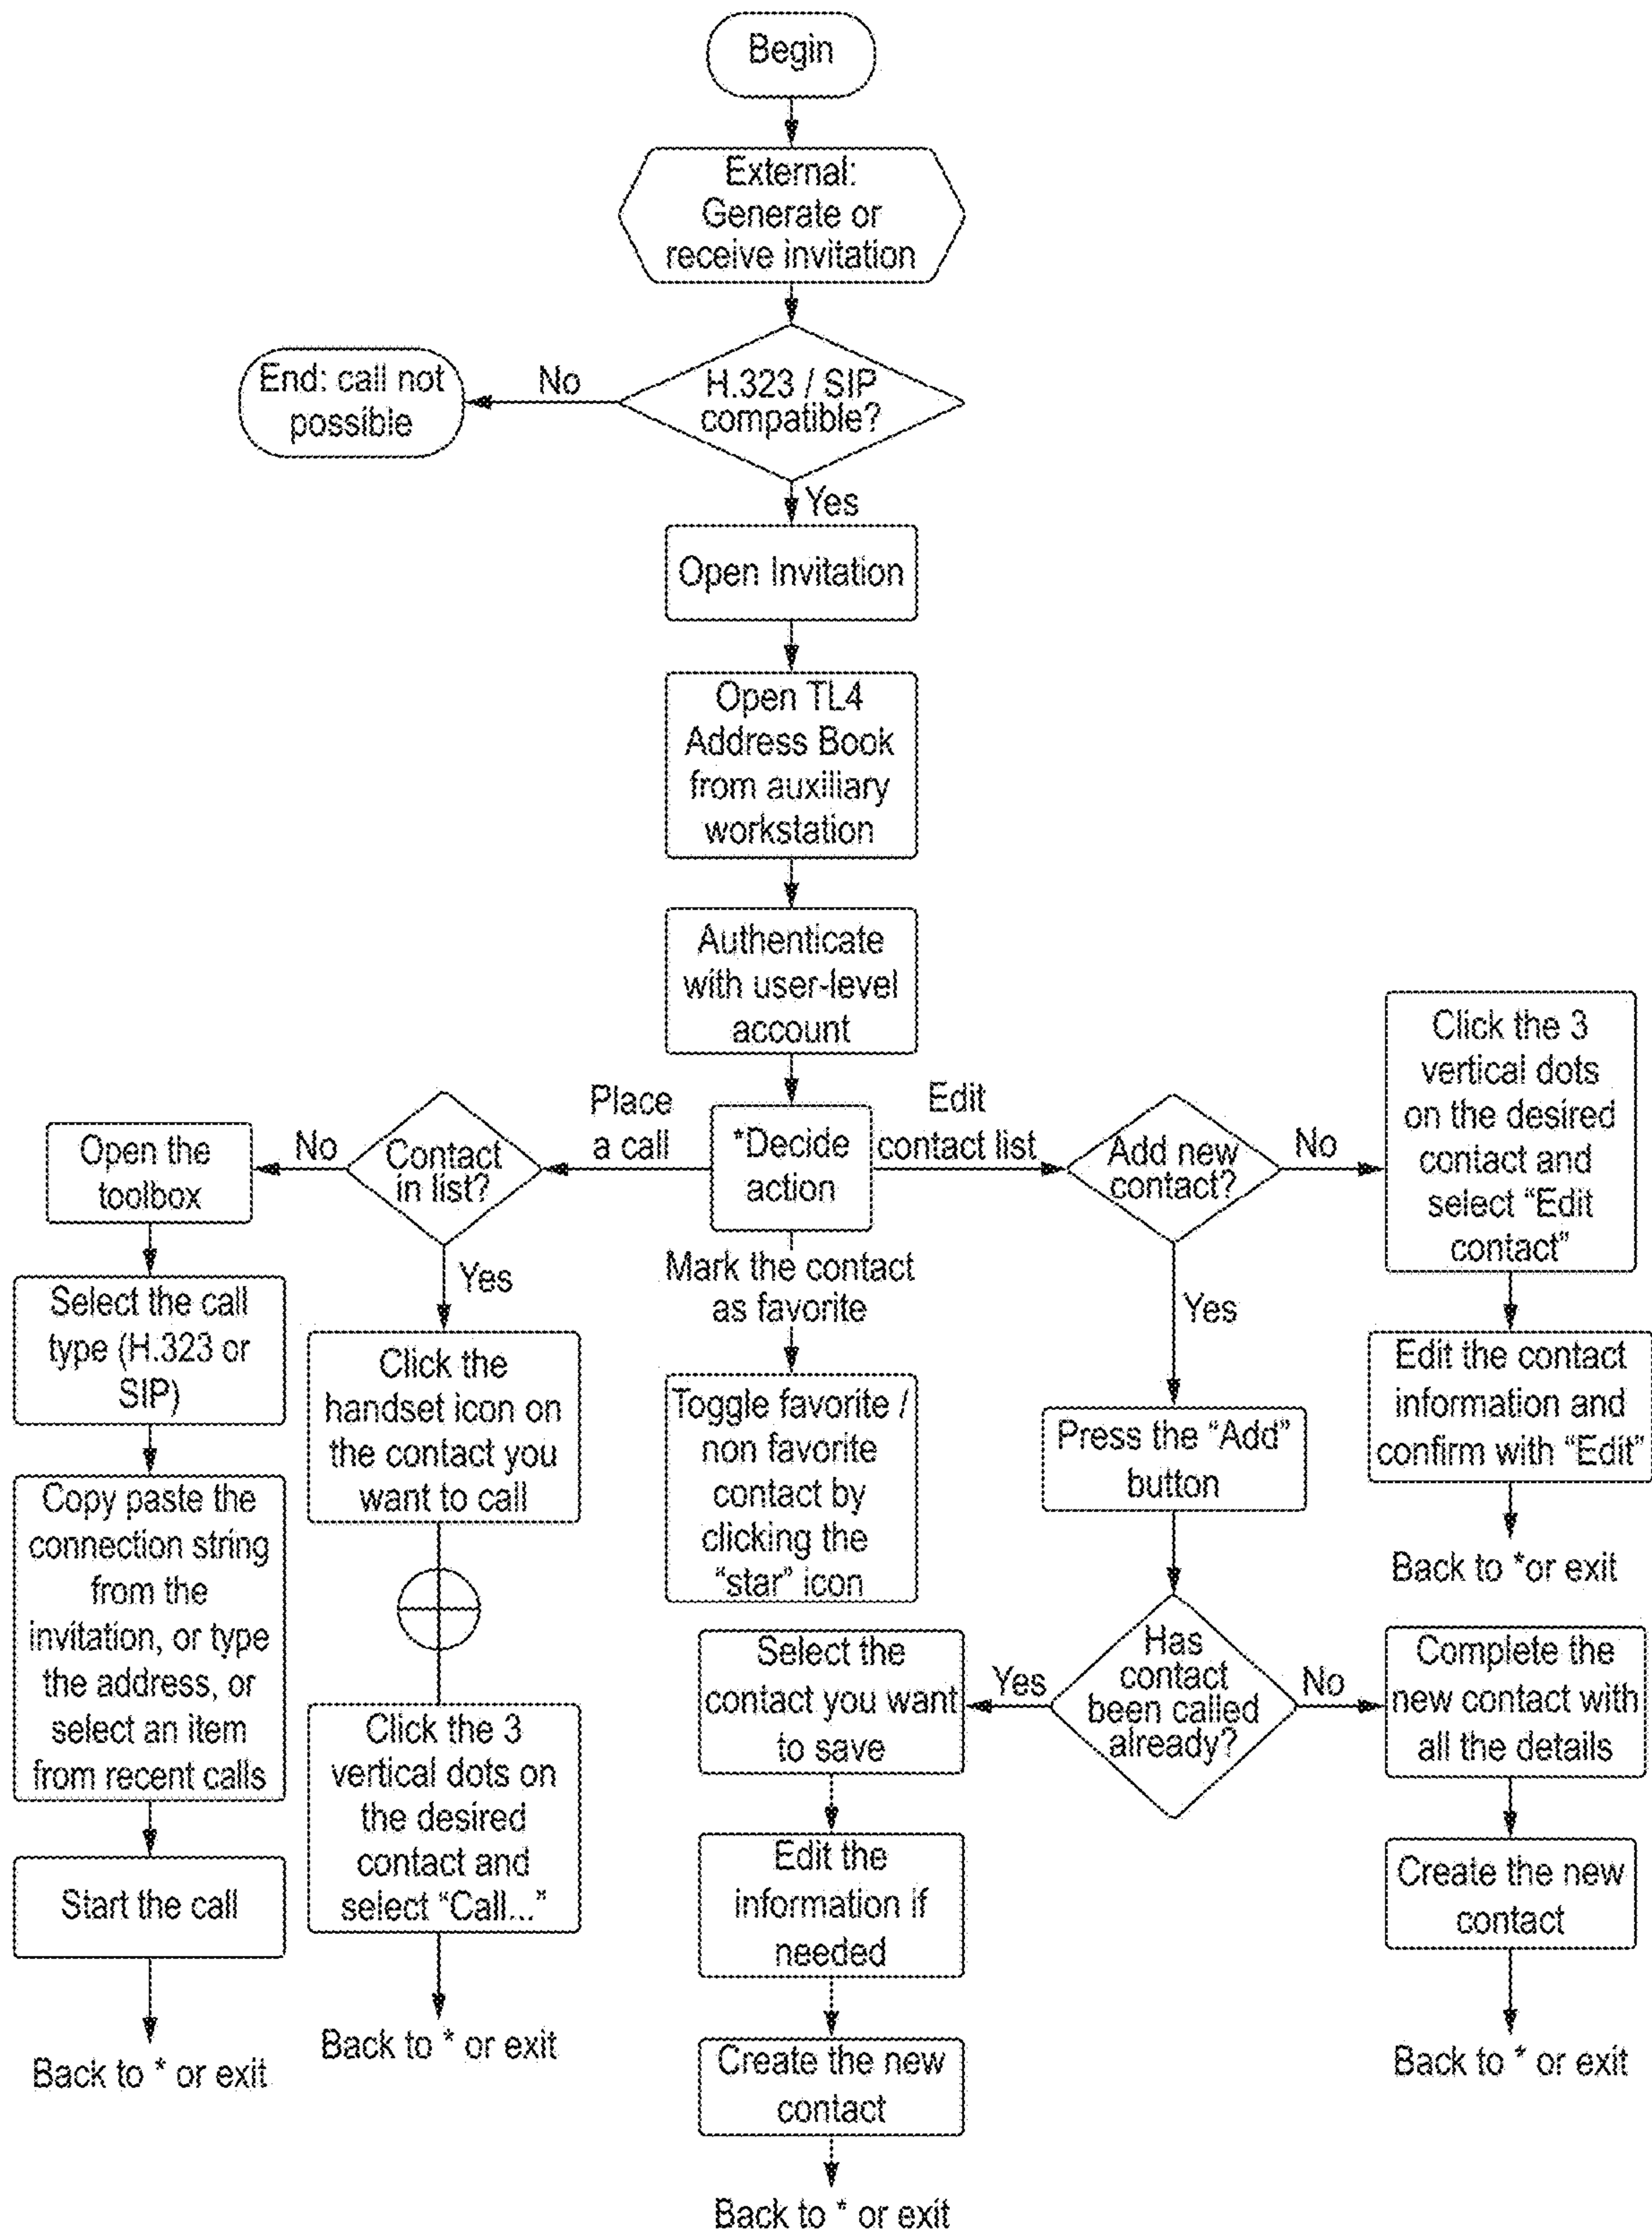 Begin
External:
Generate or
receive invitation
H.323 / SIP
compatible?
No
End: call not
possible
Yes
Open Invitation
Open TL4
Address Book
from auxiliary
workstation
Authenticate
with user-level
account
*Decide
action
Place
a call
Contact
in list?
No
Open the
toolbox
Select the call
type (H.323 or
SIP)
Copy paste the
connection string
from the
invitation, or type
the address, or
select an item
from recent calls
Start the call
Back to * or exit
Yes
Click the
handset icon on
the contact you
want to call
Click the 3
vertical dots on
the desired
contact and
select “Call...”
Back to * or exit
Mark the contact
as favorite
Toggle favorite /
non favorite
contact by
clicking the
“star” icon
Edit
contact list
Add new
contact?
No
Click the 3
vertical dots
on the desired
contact and
select “Edit
contact”
Edit the contact
information and
confirm with “Edit”
Back to *or exit
Yes
Press the “Add”
button
Has
contact
been called
already?
Yes
Select the
contact you want
to save
Edit the
information if
needed
Create the new
contact
Back to * or exit
No
Complete the
new contact with
all the details
Create the new
contact
Back to * or exit